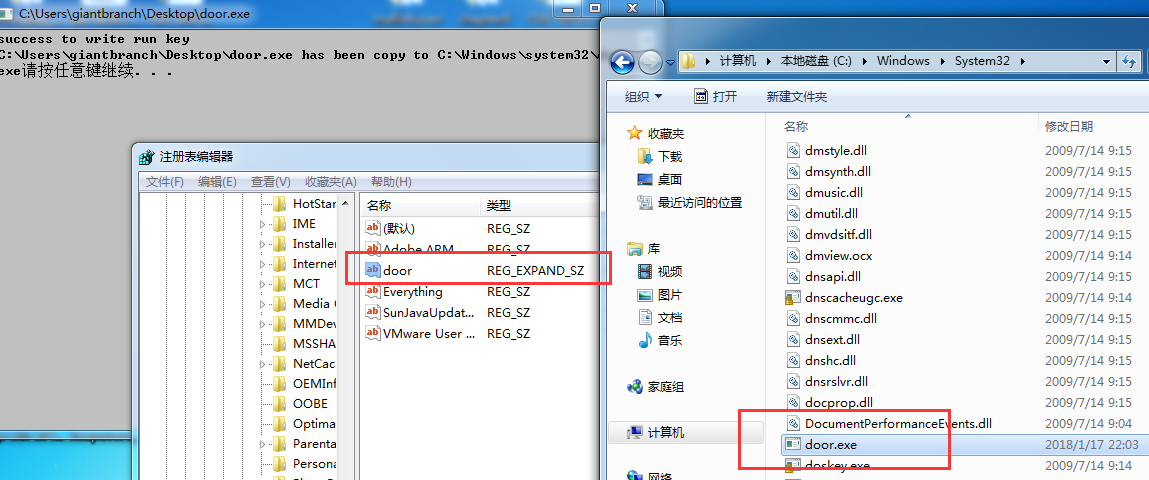 C:\Users\giantbranch\Desktop\door.exe
success to write run key
C:\Users\giantbranch\Desktop\door.exe has been copy to C:\Windows\system32\
exe请按任意键继续. . .
注册表编辑器
文件(F) 编辑(E) 查看(V) 收藏夹(A) 帮助(H)
HotStar
IME
Installer
Internet
MCT
Media
MMDev
MSSHA
NetCac
OEMInf
OOBE
Optima
Parenta
Persona
名称 类型
(默认) REG_SZ
Adobe ARM REG_SZ
door REG_EXPAND_SZ
Everything REG_SZ
SunJavaUpdat... REG_SZ
VMware User ... REG_SZ
计算机 本地磁盘 (C:) Windows System32
组织 打开 新建文件夹
收藏夹
下载
桌面
最近访问的位置
库
视频
图片
文档
音乐
家庭组
计算机
网络
名称 修改日期
dmstyle.dll 2009/7/14 9:15
dmsynth.dll 2009/7/14 9:15
dmusic.dll 2009/7/14 9:15
dmutil.dll 2009/7/14 9:15
dmvdsitf.dll 2009/7/14 9:15
dmview.ocx 2009/7/14 9:14
dnsapi.dll 2009/7/14 9:15
dnscacheugc.exe 2009/7/14 9:14
dnscmmc.dll 2009/7/14 9:15
dnsext.dll 2009/7/14 9:15
dnshc.dll 2009/7/14 9:15
dnsrslvr.dll 2009/7/14 9:15
docprop.dll 2009/7/14 9:15
DocumentPerformanceEvents.dll 2009/7/14 9:04
door.exe 2018/1/17 22:03
doskey.exe 2009/7/14 9:14